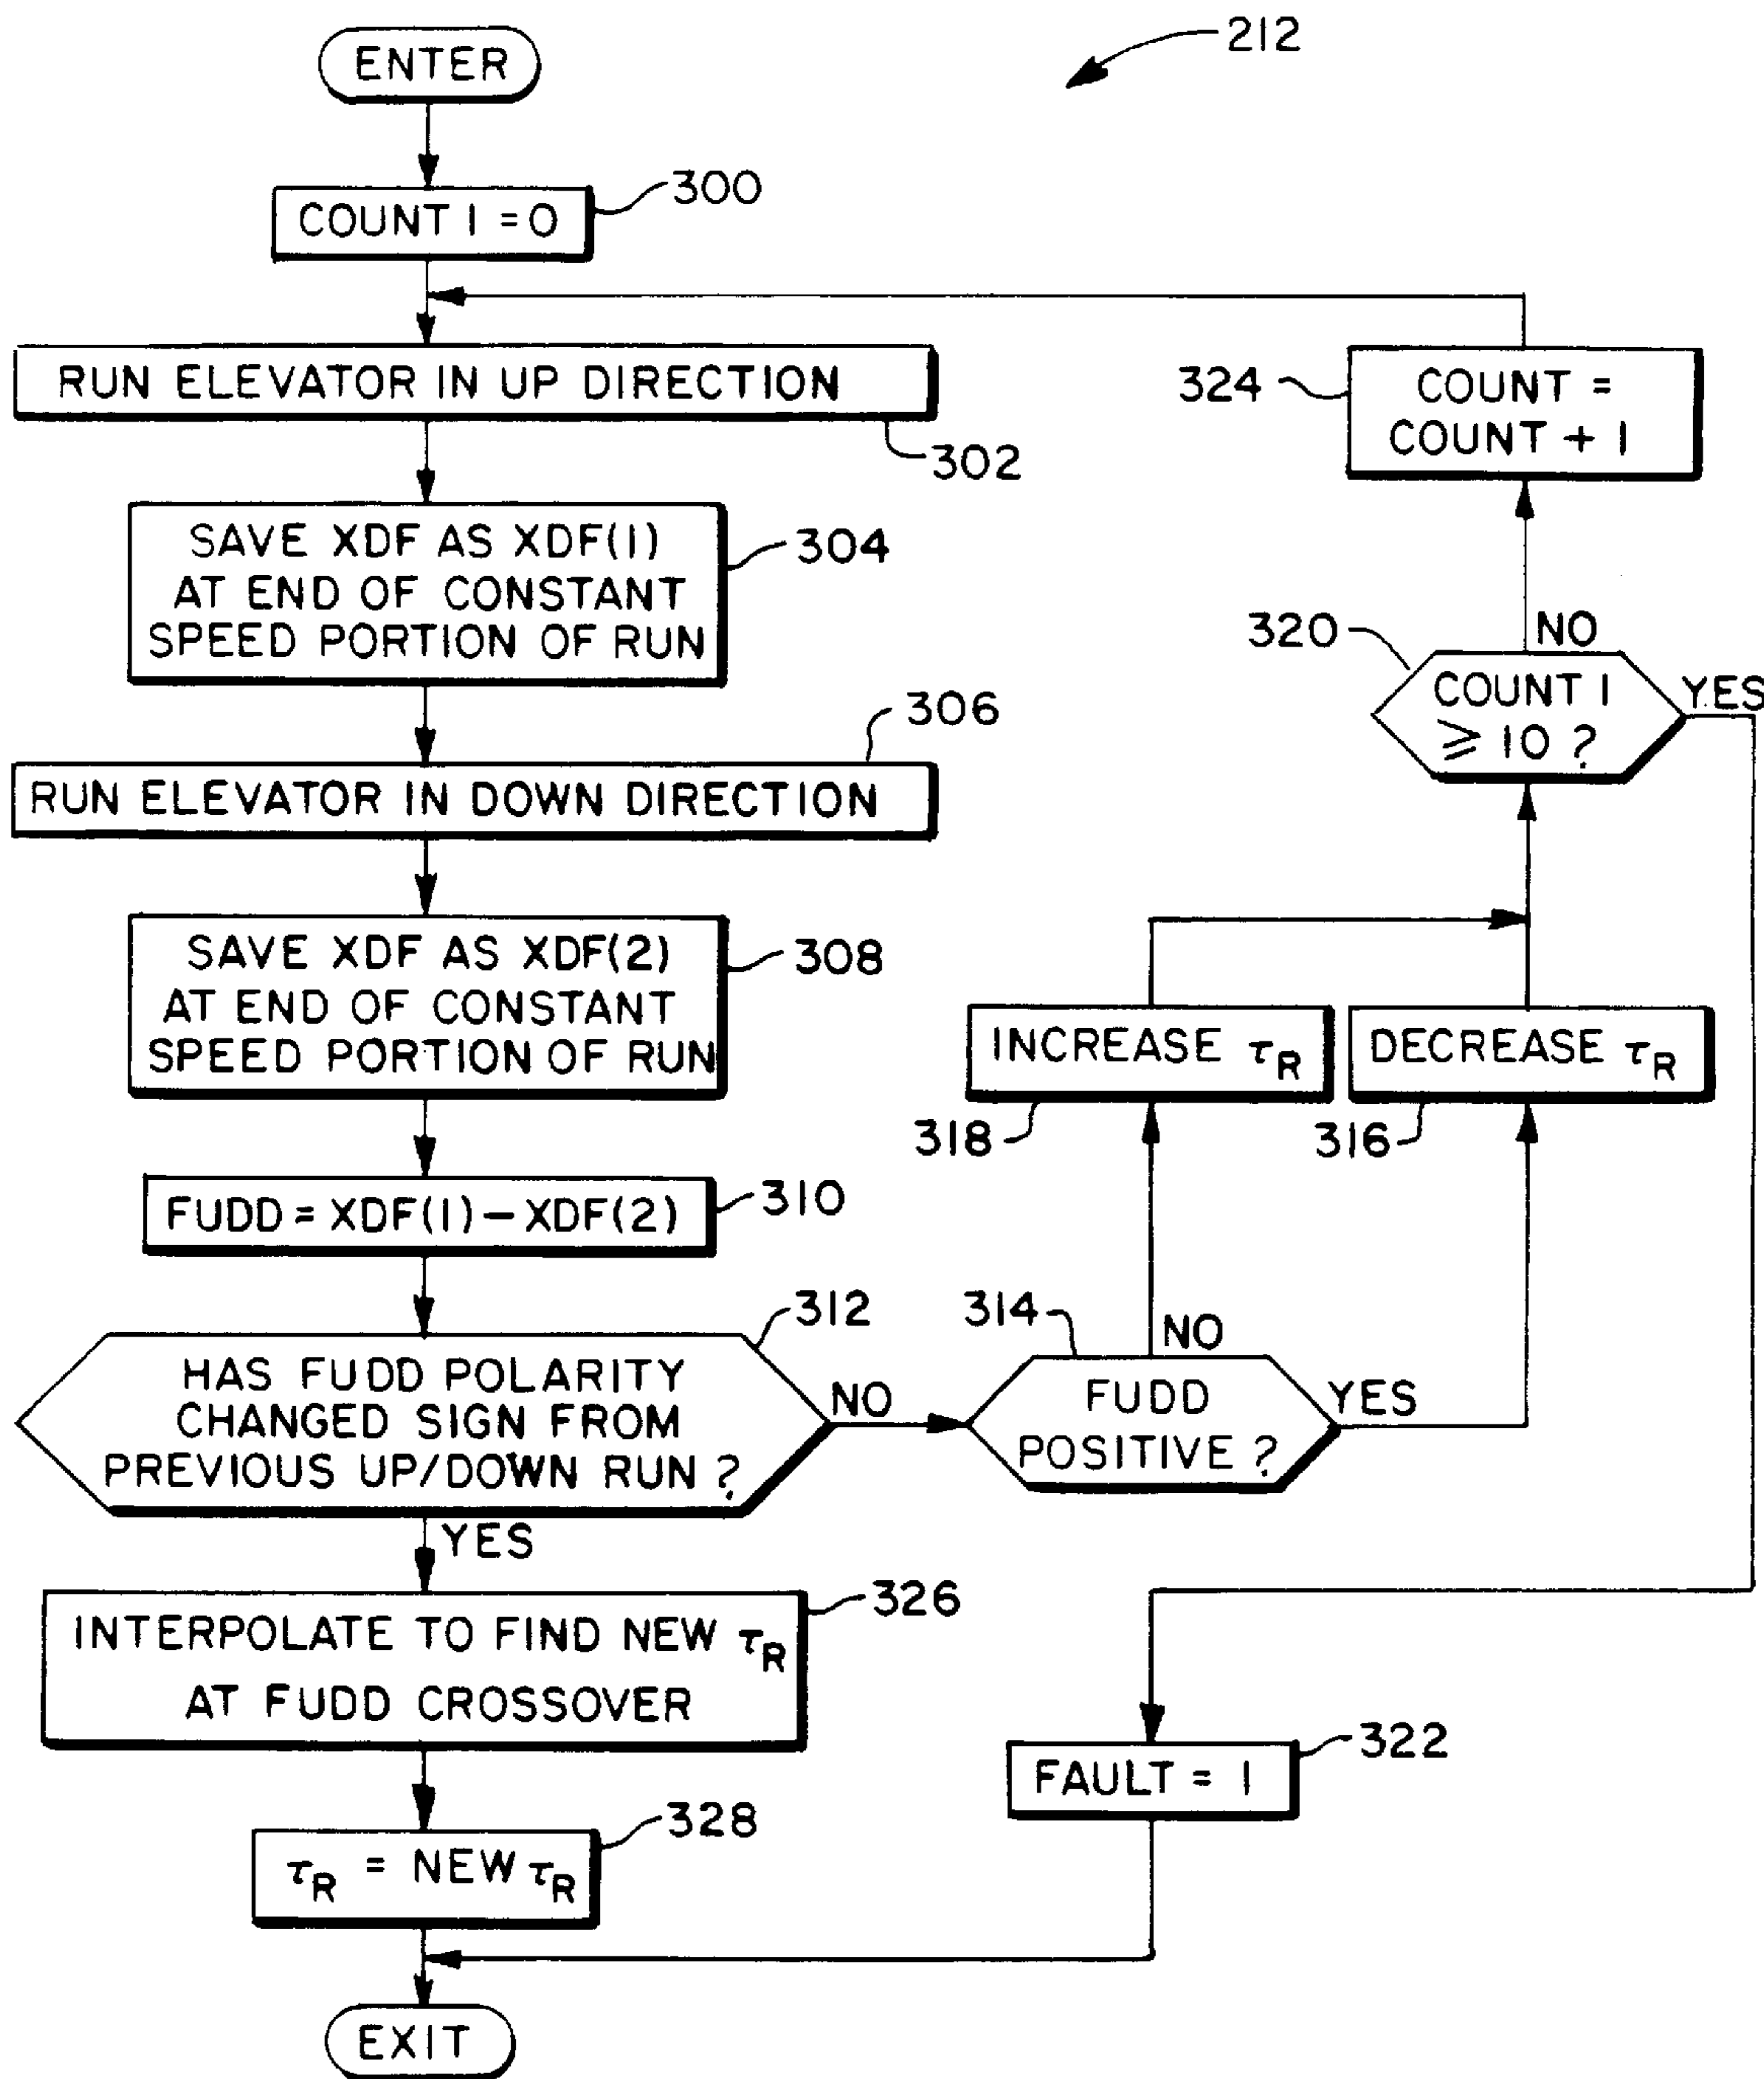 212
ENTER
300
COUNT 1 = 0
RUN ELEVATOR IN UP DIRECTION
302
SAVE XDF AS XDF(1)
AT END OF CONSTANT
SPEED PORTION OF RUN
304
306
RUN ELEVATOR IN DOWN DIRECTION
SAVE XDF AS XDF(2)
AT END OF CONSTANT
SPEED PORTION OF RUN
308
FUDD = XDF(1) – XDF(2)
310
312
HAS FUDD POLARITY
CHANGED SIGN FROM
PREVIOUS UP/DOWN RUN ?
NO
YES
314
FUDD
POSITIVE ?
NO
YES
INCREASE τR
318
DECREASE τR
316
320
COUNT 1
≥ 10 ?
NO
YES
324
COUNT =
COUNT + 1
326
INTERPOLATE TO FIND NEW τR
AT FUDD CROSSOVER
322
FAULT = 1
328
τR = NEW τR
EXIT